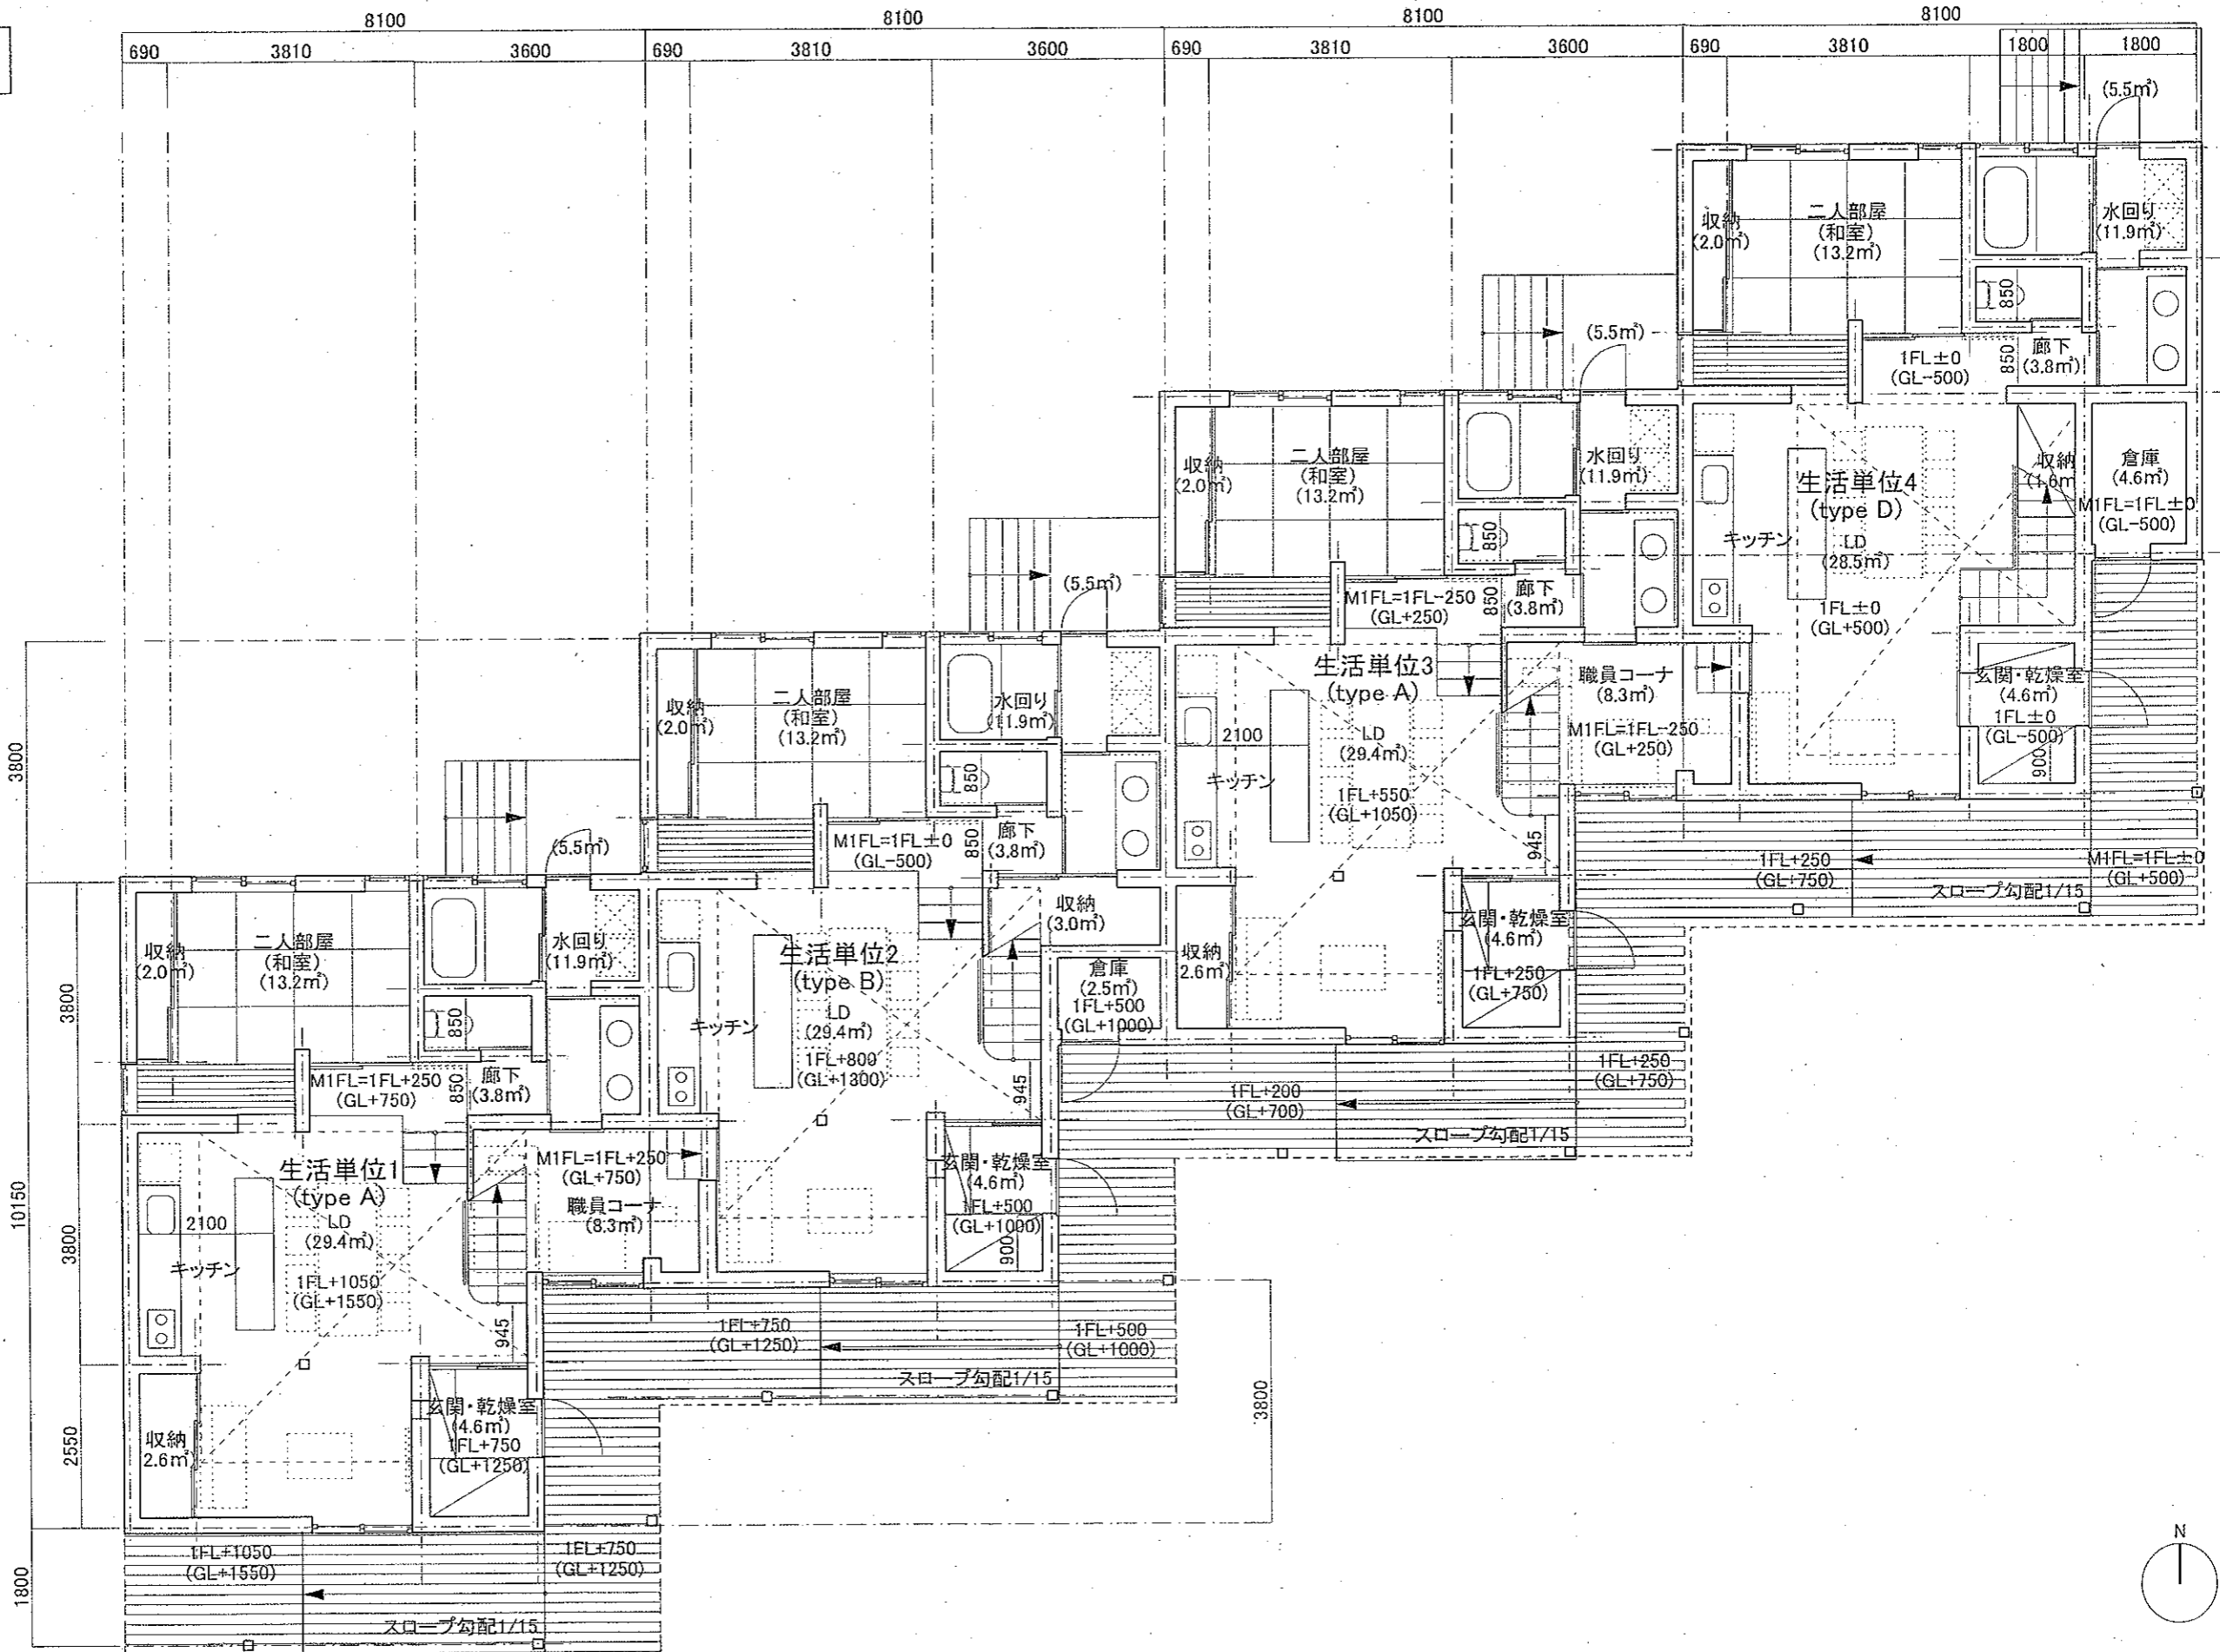 8100
8100
8100
8100
690
3810
3600
690
3810
3600
690
3810
3600
690
3810
1800
1800
(5.5㎡)
収納
(2.0㎡)
二人部屋
(和室)
(13.2㎡)
水回り
(11.9㎡)
850
1FL±0
(GL-500)
850
廊下
(3.8㎡)
(5.5㎡)
収納
(2.0㎡)
二人部屋
(和室)
(13.2㎡)
水回り
(11.9㎡)
850
生活単位4
(type D)
LD
(28.5㎡)
キッチン
1FL±0
(GL+500)
収納
(1.6㎡
倉庫
(4.6㎡)
M1FL=1FL±0
(GL-500)
M1FL=1FL-250
(GL+250)
850
廊下
(3.8㎡)
(5.5㎡)
収納
(2.0㎡)
二人部屋
(和室)
(13.2㎡)
水回り
(11.9㎡)
850
生活単位3
(type A)
LD
(29.4㎡)
2100
キッチン
1FL+550
(GL+1050)
945
職員コーナ
(8.3㎡)
M1FL=1FL-250
(GL+250)
玄関・乾燥室
(4.6㎡)
1FL±0
(GL-500)
900
3800
(5.5㎡)
M1FL=1FL±0
(GL-500)
850
廊下
(3.8㎡)
1FL+250
(GL+750)
M1FL=1FL±0
(GL+500)
スロープ勾配1/15
収納
(2.0㎡)
二人部屋
(和室)
(13.2㎡)
水回り
(11.9㎡)
850
生活単位2
(type B)
LD
(29.4㎡)
キッチン
1FL+800
(GL+1300)
945
収納
(3.0㎡)
倉庫
(2.5㎡)
1FL+500
(GL+1000)
収納
2.6㎡
玄関・乾燥室
(4.6㎡)
1FL+250
(GL+750)
3800
M1FL=1FL+250
(GL+750)
850
廊下
(3.8㎡)
1FL+200
(GL+700)
1FL+250
(GL+750)
スロープ勾配1/15
10150
3800
生活単位1
(type A)
LD
(29.4㎡)
2100
キッチン
1FL+1050
(GL+1550)
945
M1FL=1FL+250
(GL+750)
職員コーナ
(8.3㎡)
玄関・乾燥室
(4.6㎡)
1FL+500
(GL+1000)
900
1FL+750
(GL+1250)
1FL+500
(GL+1000)
スロープ勾配1/15
3800
2550
収納
2.6㎡
玄関・乾燥室
(4.6㎡)
1FL+750
(GL+1250)
1800
1FL+1050
(GL+1550)
1FL+750
(GL+1250)
スロープ勾配1/15
N